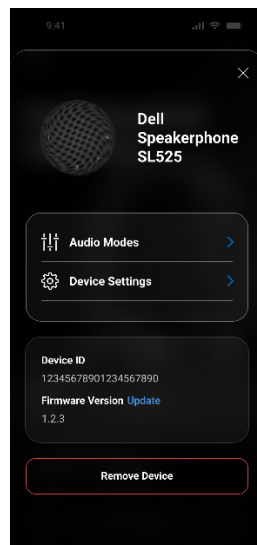 9:41
Dell
Speakerphone
SL525
Audio Modes
Device Settings
Device ID
12345678901234567890
Firmware Version Update
1.2.3
Remove Device